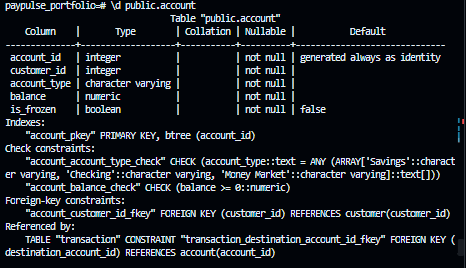 paypulse_portfolio=# \d public.account
Table "public.account"
Column | Type | Collation | Nullable | Default
--------------+-------------------+-----------+----------+------------------------------
account_id | integer | | not null | generated always as identity
customer_id | integer | | not null |
account_type | character varying | | not null |
balance | numeric | | not null |
is_frozen | boolean | | not null | false
Indexes:
"account_pkey" PRIMARY KEY, btree (account_id)
Check constraints:
"account_account_type_check" CHECK (account_type::text = ANY (ARRAY['Savings'::charact
er varying, 'Checking'::character varying, 'Money Market'::character varying]::text[]))
"account_balance_check" CHECK (balance >= 0::numeric)
Foreign-key constraints:
"account_customer_id_fkey" FOREIGN KEY (customer_id) REFERENCES customer(customer_id)
Referenced by:
TABLE "transaction" CONSTRAINT "transaction_destination_account_id_fkey" FOREIGN KEY (
destination_account_id) REFERENCES account(account_id)